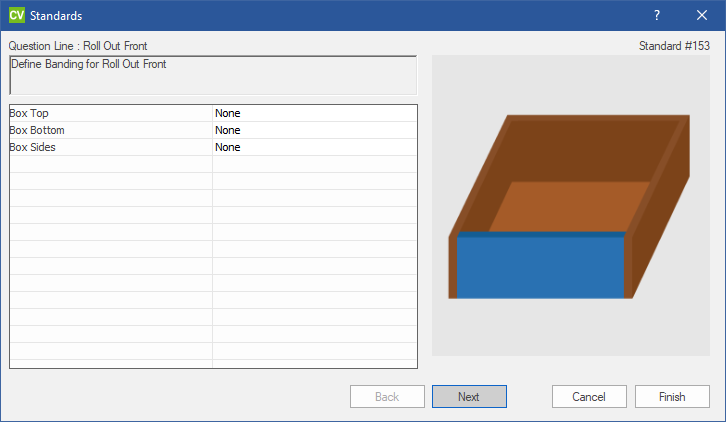 CV Standards ?
Question Line : Roll Out Front Standard #153
Define Banding for Roll Out Front
Box Top None
Box Bottom None
Box Sides None
Back Next Cancel Finish